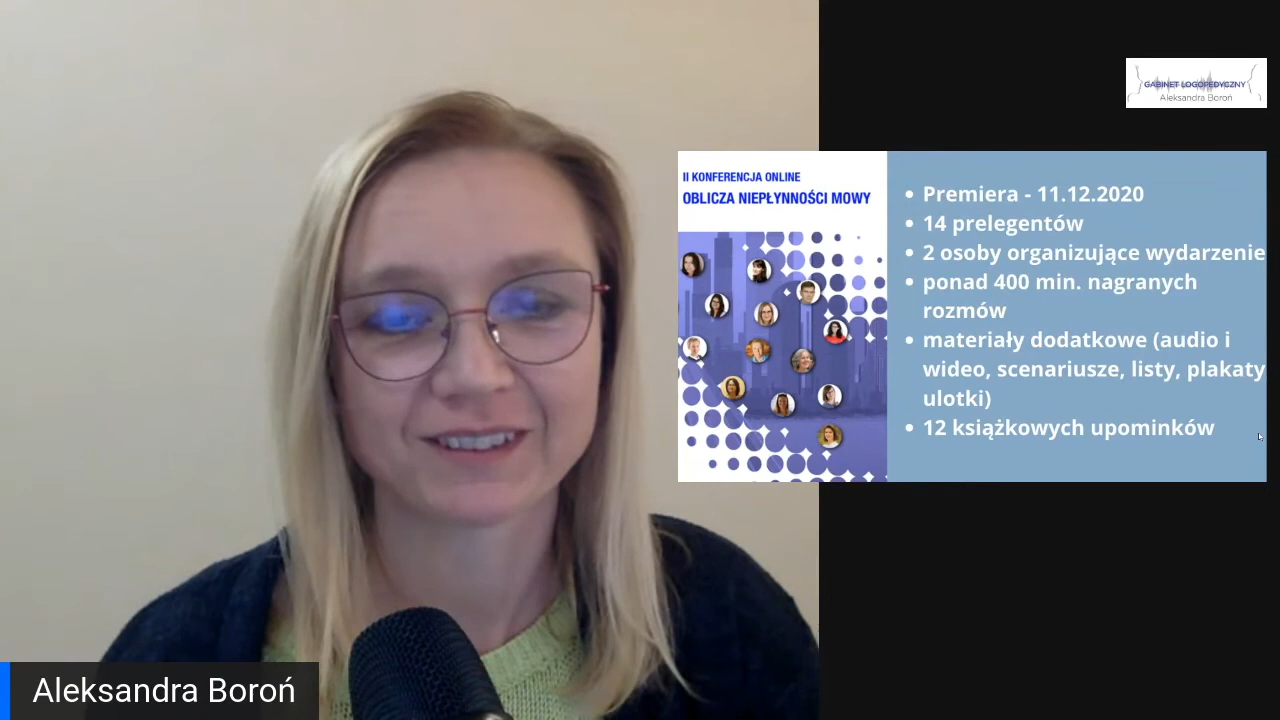 GABINET LOGOPEDYCZNY
Aleksandra Boroń
II KONFERENCJA ONLINE
OBLICZA NIEPŁYNNOŚCI MOWY
• Premiera - 11.12.2020
• 14 prelegentów
• 2 osoby organizujące wydarzenie
• ponad 400 min. nagranych
rozmów
• materiały dodatkowe (audio i
wideo, scenariusze, listy, plakaty
ulotki)
• 12 książkowych upominków
Aleksandra Boroń